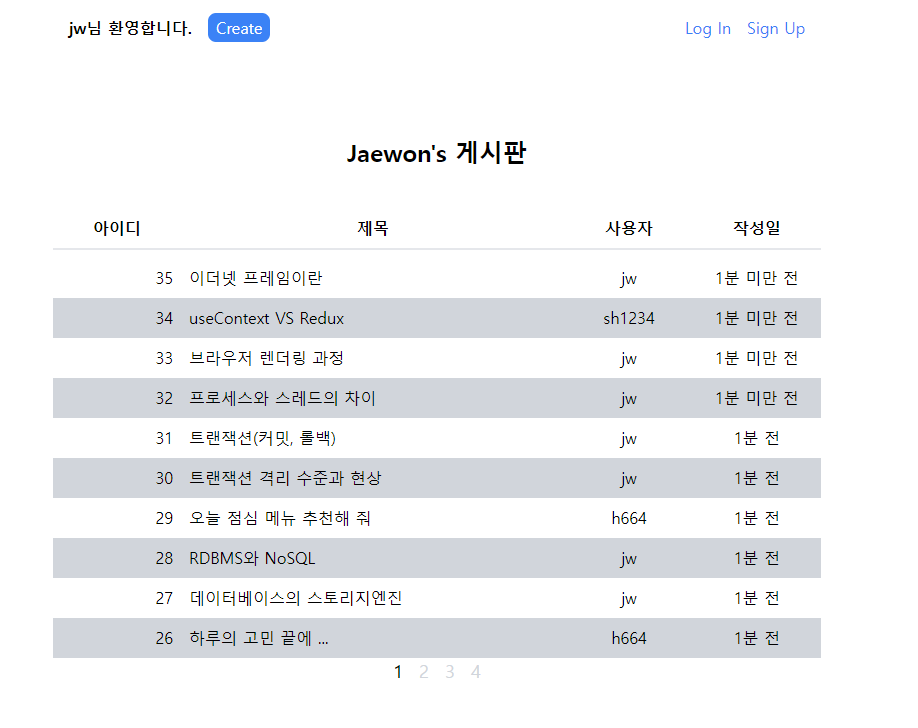 jw님 환영합니다. Create Log In Sign Up
Jaewon's 게시판
아이디 제목 사용자 작성일
35 이더넷 프레임이란 jw 1분 미만 전
34 useContext VS Redux sh1234 1분 미만 전
33 브라우저 렌더링 과정 jw 1분 미만 전
32 프로세스와 스레드의 차이 jw 1분 미만 전
31 트랜잭션(커밋, 롤백) jw 1분 전
30 트랜잭션 격리 수준과 현상 jw 1분 전
29 오늘 점심 메뉴 추천해 줘 h664 1분 전
28 RDBMS와 NoSQL jw 1분 전
27 데이터베이스의 스토리지엔진 jw 1분 전
26 하루의 고민 끝에 ... h664 1분 전
1 2 3 4